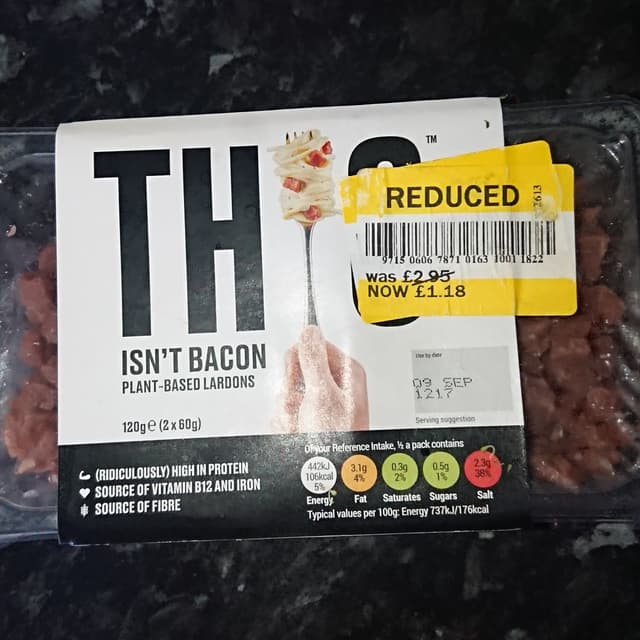 TH S ™
REDUCED
2613
9715 0606 7871 0163 1001 1822
was £2.95
NOW £1.18
ISN'T BACON
PLANT-BASED LARDONS
120g e (2 x 60g)
Use by date
09 SEP
1217
Serving suggestion
(RIDICULOUSLY) HIGH IN PROTEIN
SOURCE OF VITAMIN B12 AND IRON
SOURCE OF FIBRE
Of your Reference Intake, ½ a pack contains
442kJ 106kcal 5% Energy
3.1g 4% Fat
0.3g 2% Saturates
0.5g 1% Sugars
2.3g 38% Salt
Typical values per 100g: Energy 737kJ/176kcal